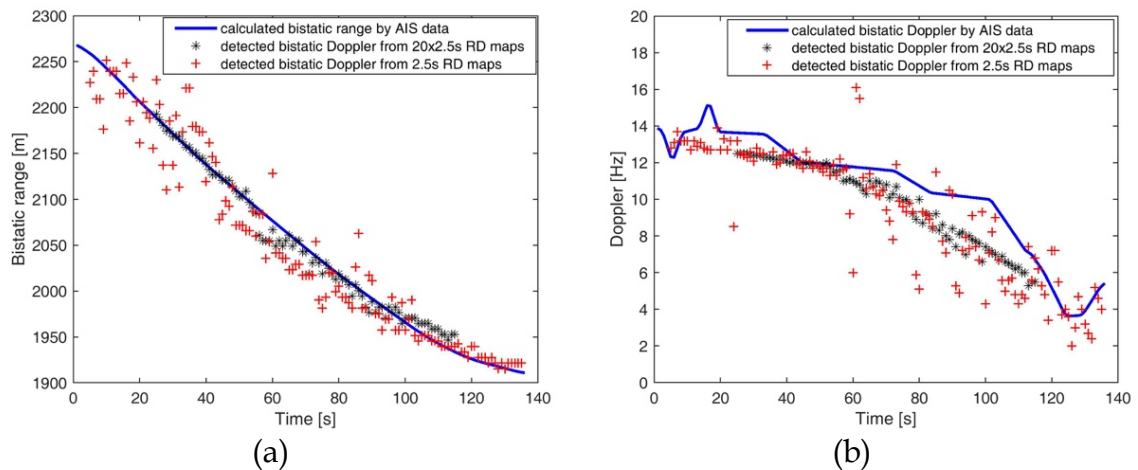 calculated bistatic range by AIS data
detected bistatic Doppler from 20x2.5s RD maps
detected bistatic Doppler from 2.5s RD maps
2300
2250
2200
2150
2100
2050
2000
1950
1900
Bistatic range [m]
0 20 40 60 80 100 120 140
Time [s]
(a)
calculated bistatic Doppler by AIS data
detected bistatic Doppler from 20x2.5s RD maps
detected bistatic Doppler from 2.5s RD maps
20
18
16
14
12
10
8
6
4
2
0
Doppler [Hz]
0 20 40 60 80 100 120 140
Time [s]
(b)